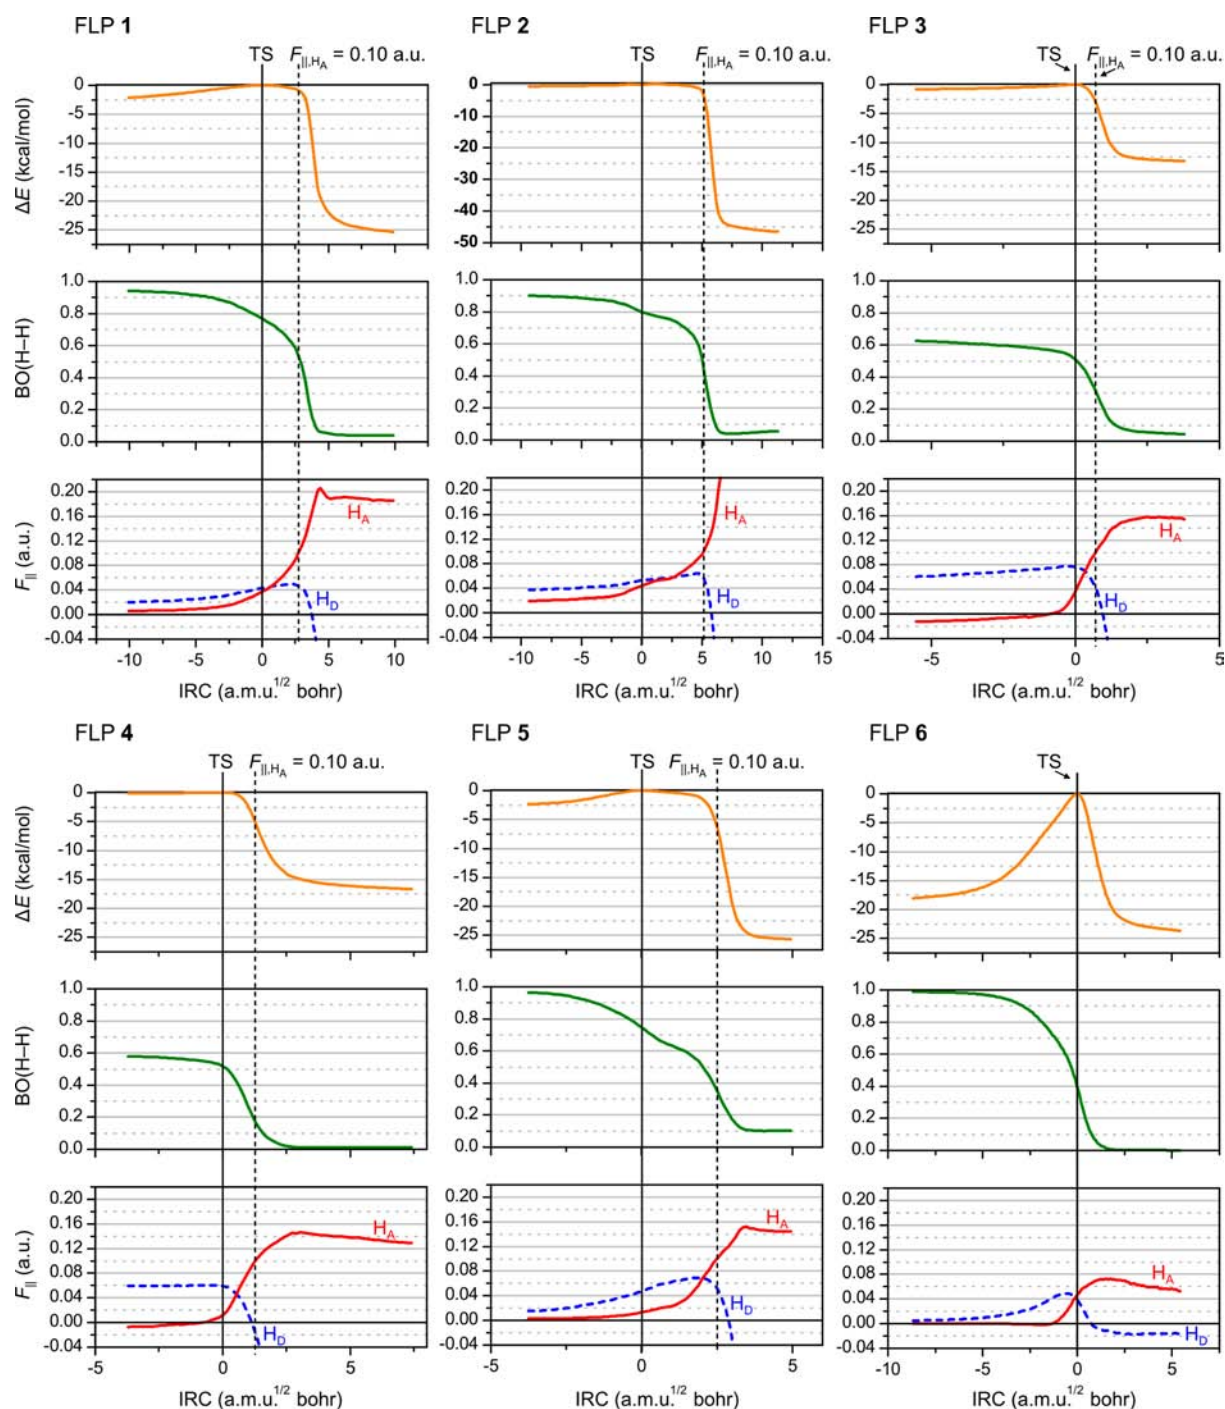 FLP 1
TS F||,HA = 0.10 a.u.
0
-5
-10
-15
-20
-25
ΔE (kcal/mol)
1.0
0.8
0.6
0.4
0.2
0.0
BO(H–H)
0.20
0.16
0.12
0.08
0.04
0.00
-0.04
F|| (a.u.)
HA
HD
-10 -5 0 5 10
IRC (a.m.u.1/2 bohr)
FLP 2
TS F||,HA = 0.10 a.u.
0
-10
-20
-30
-40
-50
1.0
0.8
0.6
0.4
0.2
0.0
0.20
0.16
0.12
0.08
0.04
0.00
-0.04
HA
HD
-10 -5 0 5 10 15
IRC (a.m.u.1/2 bohr)
FLP 3
TS F||,HA = 0.10 a.u.
0
-5
-10
-15
-20
-25
1.0
0.8
0.6
0.4
0.2
0.0
0.20
0.16
0.12
0.08
0.04
0.00
-0.04
HA
HD
-5 0 5
IRC (a.m.u.1/2 bohr)
FLP 4
TS F||,HA = 0.10 a.u.
0
-5
-10
-15
-20
-25
ΔE (kcal/mol)
1.0
0.8
0.6
0.4
0.2
0.0
BO(H–H)
0.20
0.16
0.12
0.08
0.04
0.00
-0.04
F|| (a.u.)
HA
HD
-5 0 5
IRC (a.m.u.1/2 bohr)
FLP 5
TS F||,HA = 0.10 a.u.
0
-5
-10
-15
-20
-25
1.0
0.8
0.6
0.4
0.2
0.0
0.20
0.16
0.12
0.08
0.04
0.00
-0.04
HA
HD
-5 0 5
IRC (a.m.u.1/2 bohr)
FLP 6
TS
0
-5
-10
-15
-20
-25
1.0
0.8
0.6
0.4
0.2
0.0
0.20
0.16
0.12
0.08
0.04
0.00
-0.04
HA
HD
-10 -5 0 5
IRC (a.m.u.1/2 bohr)